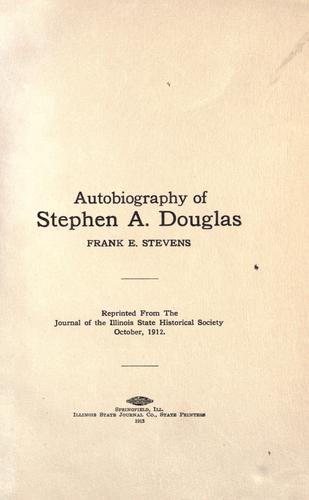 Autobiography of
Stephen A. Douglas
FRANK E. STEVENS
Reprinted From The
Journal of the Illinois State Historical Society
October, 1912.
Springfield, Ill.
Illinois State Journal Co., State Printers
1913